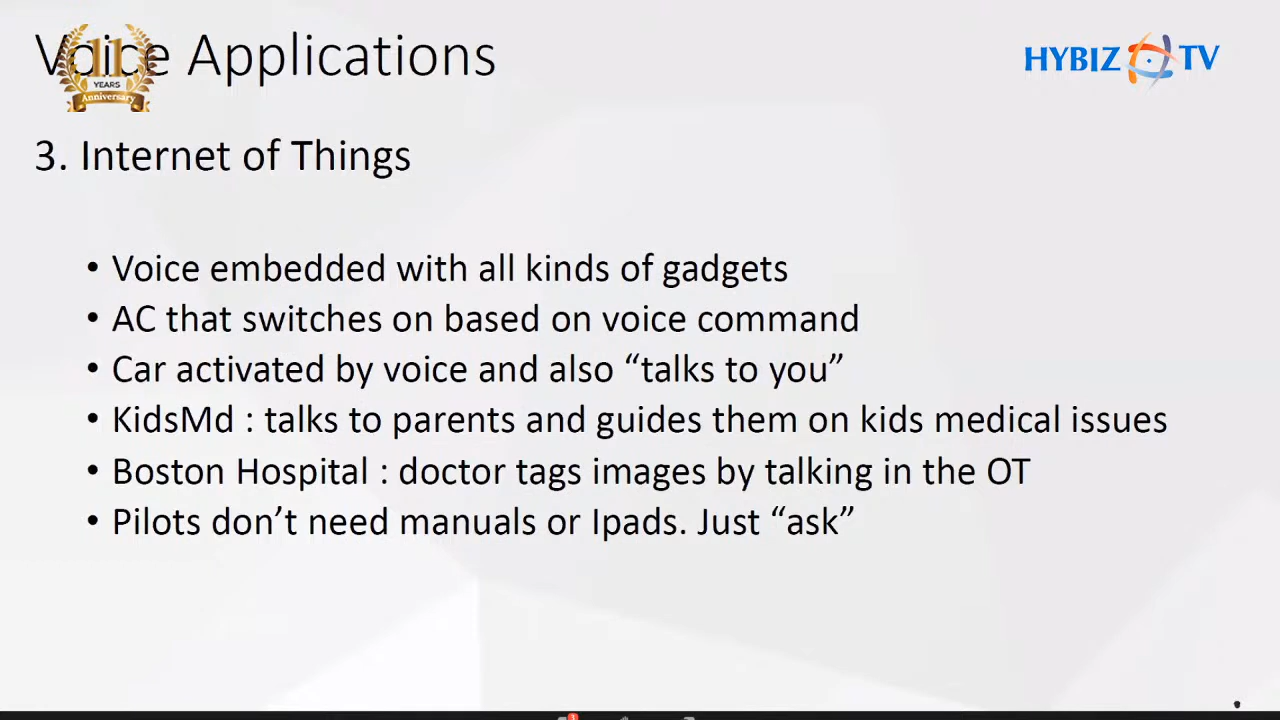 Voice Applications
11
YEARS
Anniversary
HYBIZ TV
3. Internet of Things
• Voice embedded with all kinds of gadgets
• AC that switches on based on voice command
• Car activated by voice and also “talks to you”
• KidsMd : talks to parents and guides them on kids medical issues
• Boston Hospital : doctor tags images by talking in the OT
• Pilots don’t need manuals or Ipads. Just “ask”